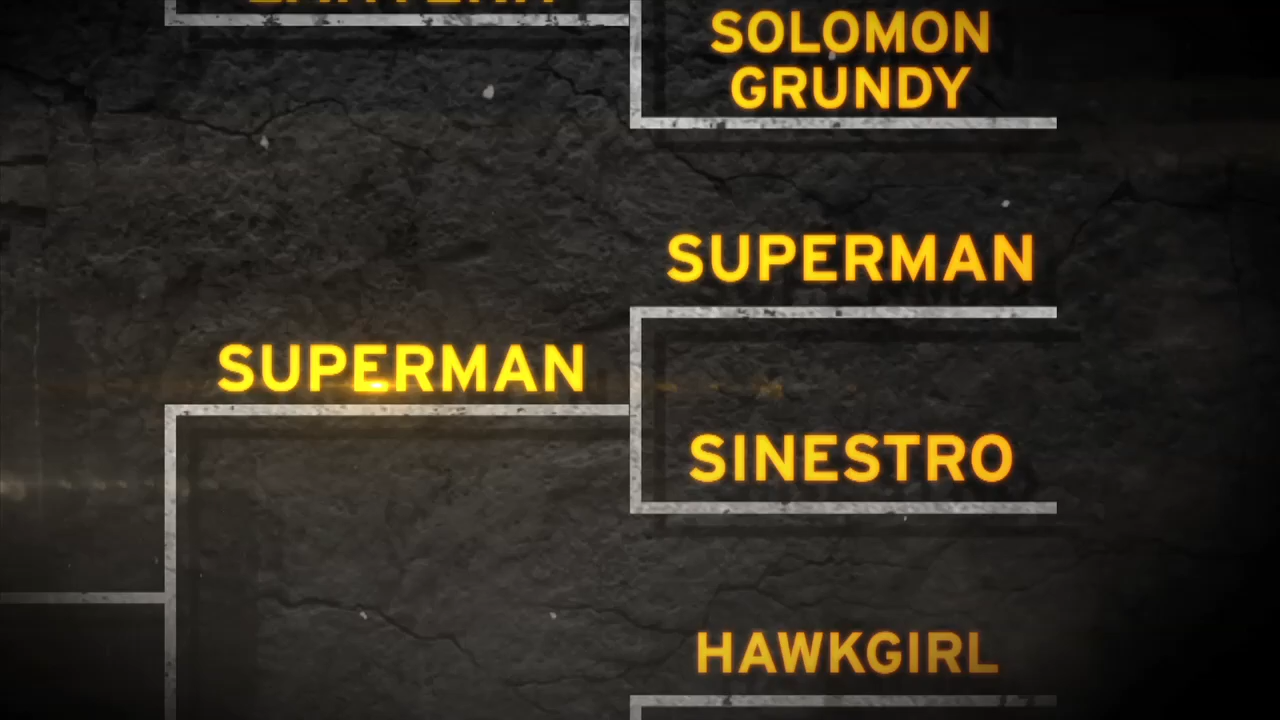 SOLOMON
GRUNDY
SUPERMAN
SUPERMAN
SINESTRO
HAWKGIRL